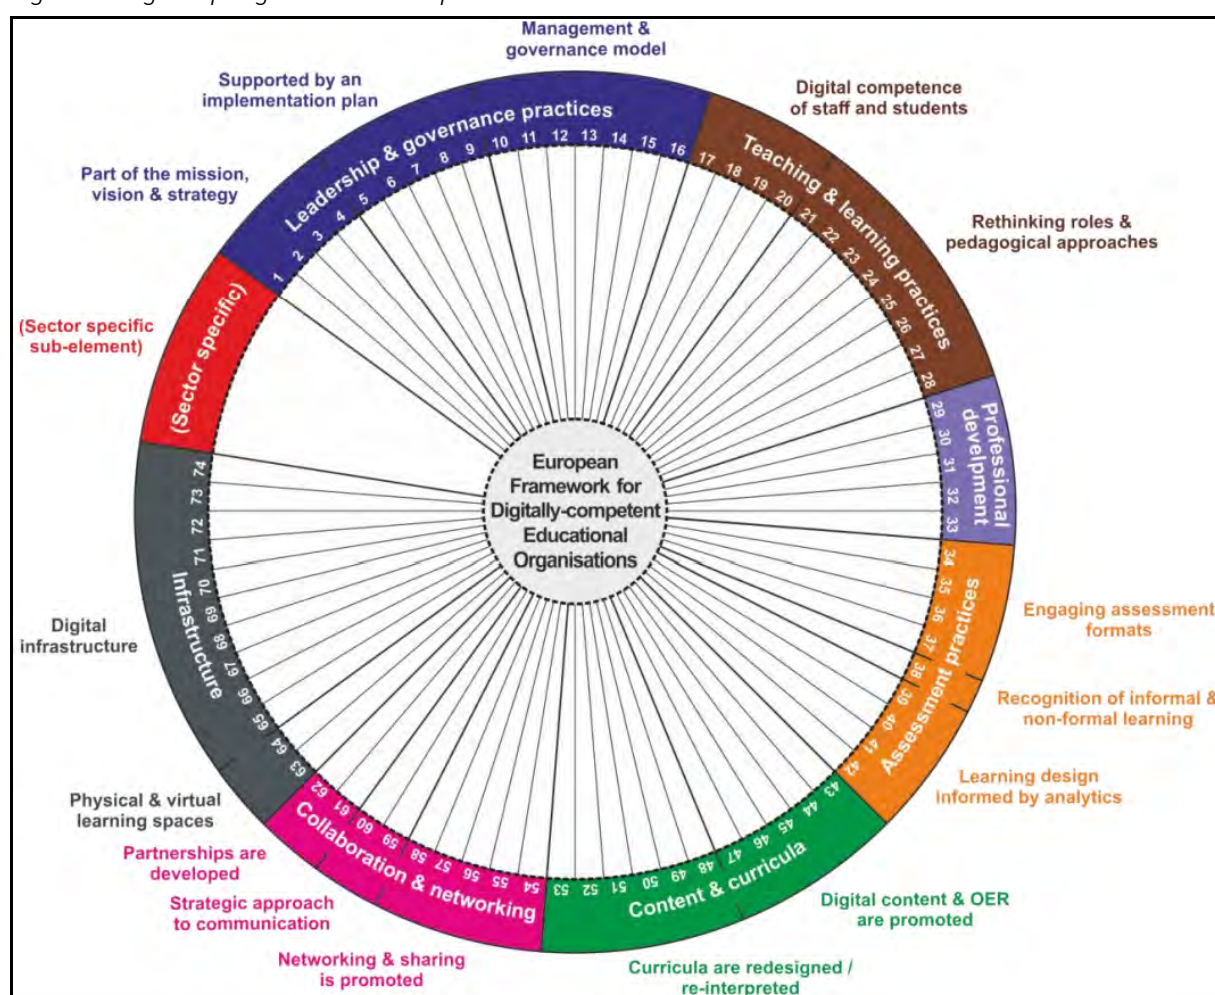 Management &
governance model
Supported by an
implementation plan
Part of the mission,
vision & strategy
(Sector specific
sub-element)
Digital
infrastructure
Physical & virtual
learning spaces
Partnerships are
developed
Strategic approach
to communication
Networking & sharing
is promoted
Curricula are redesigned /
re-interpreted
Digital content & OER
are promoted
Learning design
informed by analytics
Recognition of informal &
non-formal learning
Engaging assessment
formats
Rethinking roles &
pedagogical approaches
Digital competence
of staff and students
Leadership & governance practices
1 2 3 4 5 6 7 8 9 10 11 12 13 14 15 16
Teaching & learning practices
17 18 19 20 21 22 23 24 25 26 27 28
Professional
develpment
29 30 31 32 33
Assessment practices
34 35 36 37 38 39 40 41 42
Content & curricula
43 44 45 46 47 48 49 50 51 52 53
Collaboration & networking
54 55 56 57 58 59 60 61 62
Infrastructure
63 64 65 66 67 68 69 70 71 72 73 74
(Sector specific)
European
Framework for
Digitally-competent
Educational
Organisations